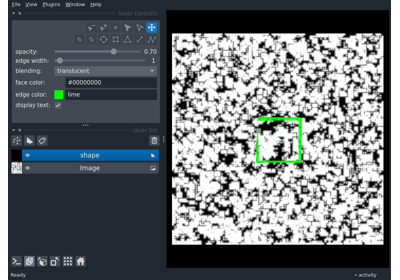 File View Plugins Window Help
layer controls
opacity: 0.70
edge width: 1
blending: translucent
face color: #00000000
edge color: lime
display text:
layer list
shape
Image
Ready
activity